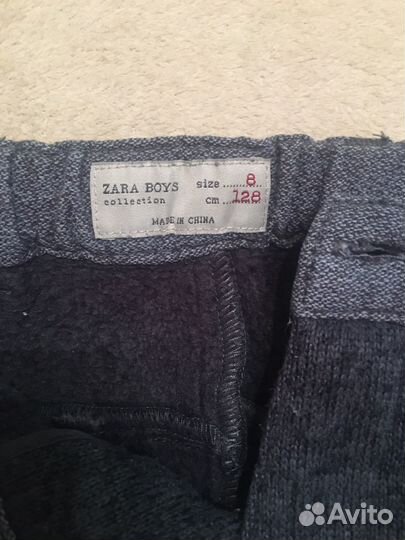 ZARA BOYS size........8..
collection cm ..128
MADE IN CHINA
Avito